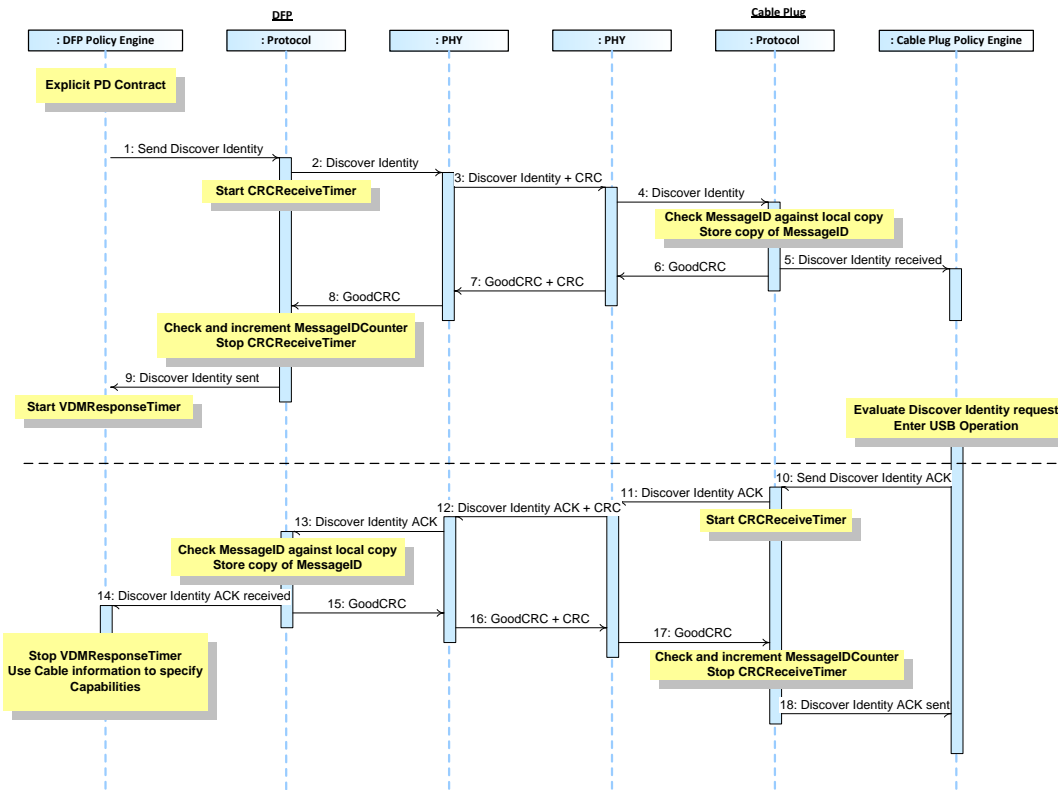 DFP
Cable Plug
: DFP Policy Engine
: Protocol
: PHY
: PHY
: Protocol
: Cable Plug Policy Engine
Explicit PD Contract
1: Send Discover Identity
2: Discover Identity
Start CRCReceiveTimer
3: Discover Identity + CRC
4: Discover Identity
Check MessageID against local copy
Store copy of MessageID
5: Discover Identity received
6: GoodCRC
7: GoodCRC + CRC
8: GoodCRC
Check and increment MessageIDCounter
Stop CRCReceiveTimer
9: Discover Identity sent
Start VDMResponseTimer
Evaluate Discover Identity request
Enter USB Operation
10: Send Discover Identity ACK
11: Discover Identity ACK
Start CRCReceiveTimer
12: Discover Identity ACK + CRC
13: Discover Identity ACK
Check MessageID against local copy
Store copy of MessageID
14: Discover Identity ACK received
15: GoodCRC
16: GoodCRC + CRC
17: GoodCRC
Stop VDMResponseTimer
Use Cable information to specify
Capabilities
Check and increment MessageIDCounter
Stop CRCReceiveTimer
18: Discover Identity ACK sent